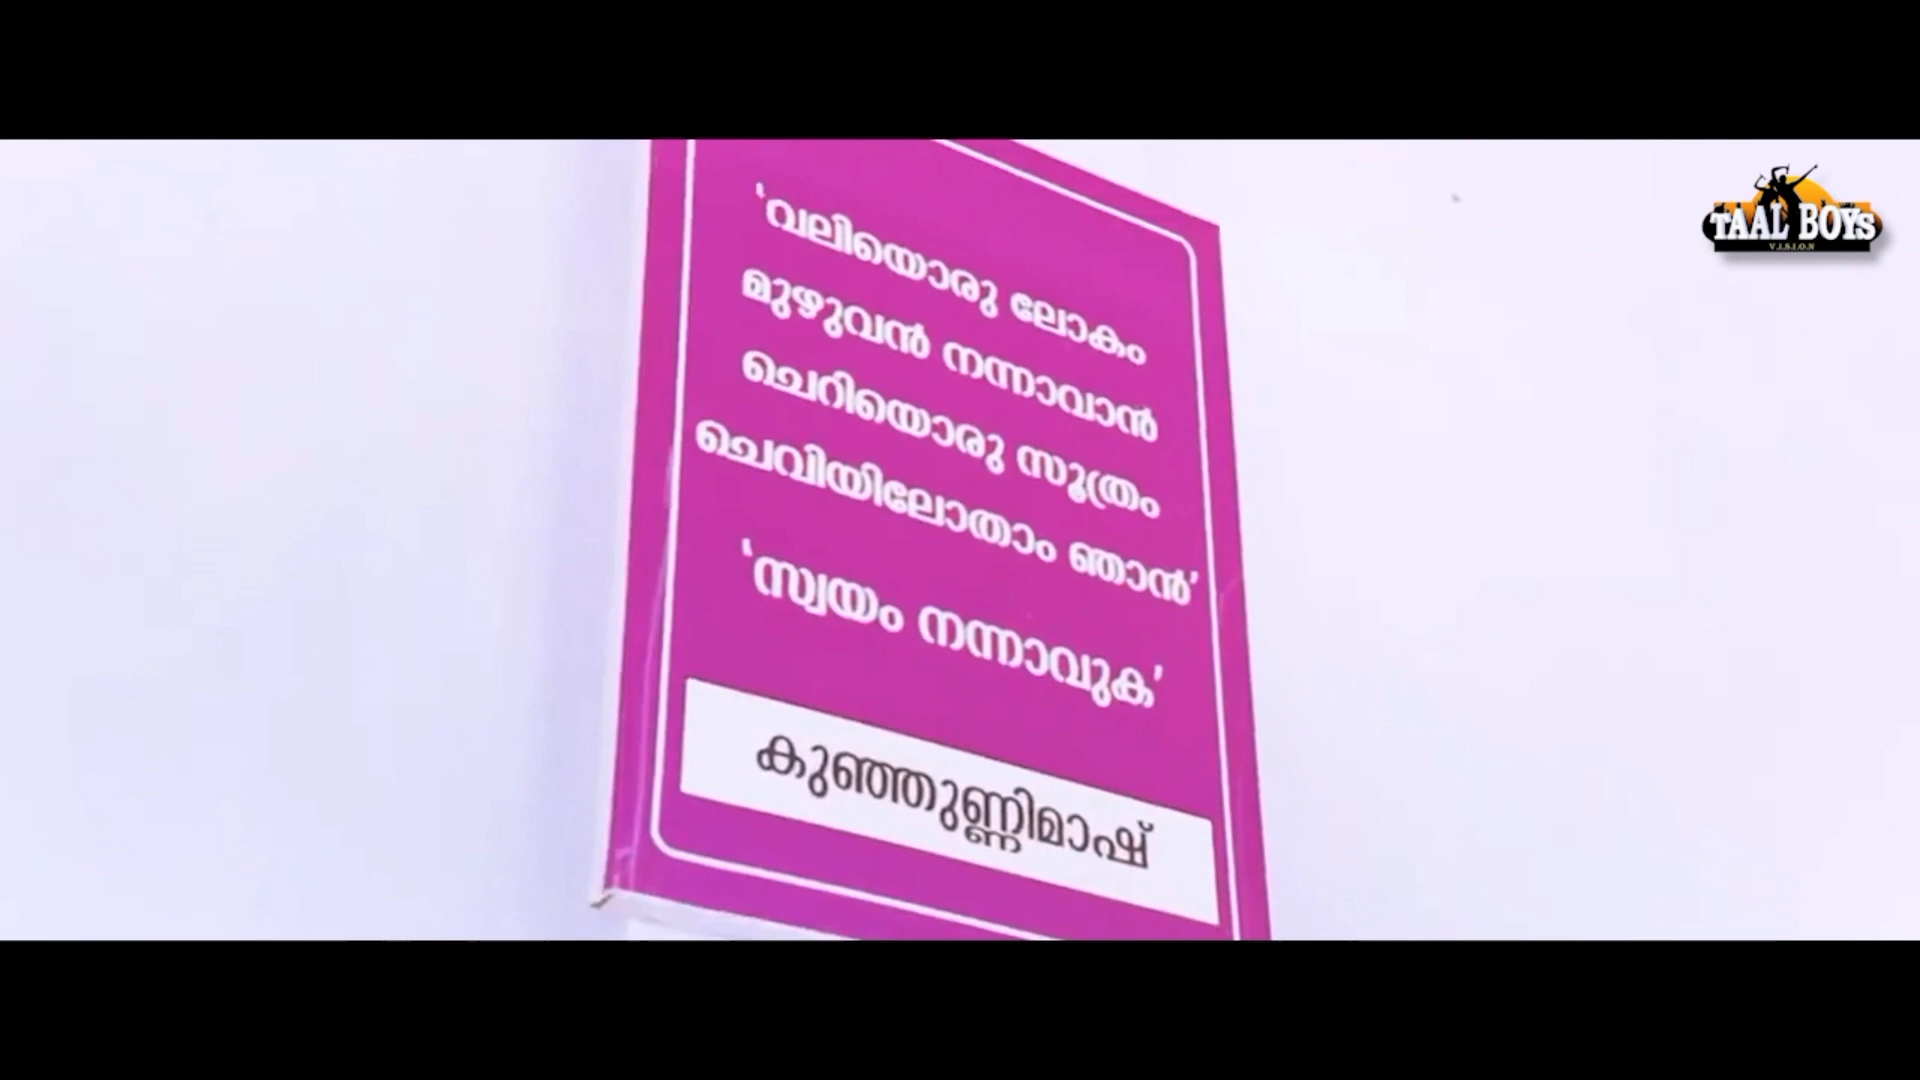 ‘വലിയൊരു ലോകം
മുഴുവൻ നന്നാവാൻ
ചെറിയൊരു സൂത്രം
ചെവിയിലോതാം ഞാൻ’
‘സ്വയം നന്നാവുക’
കുഞ്ഞുണ്ണിമാഷ്
TAAL BOYS
V.I.S.I.O.N